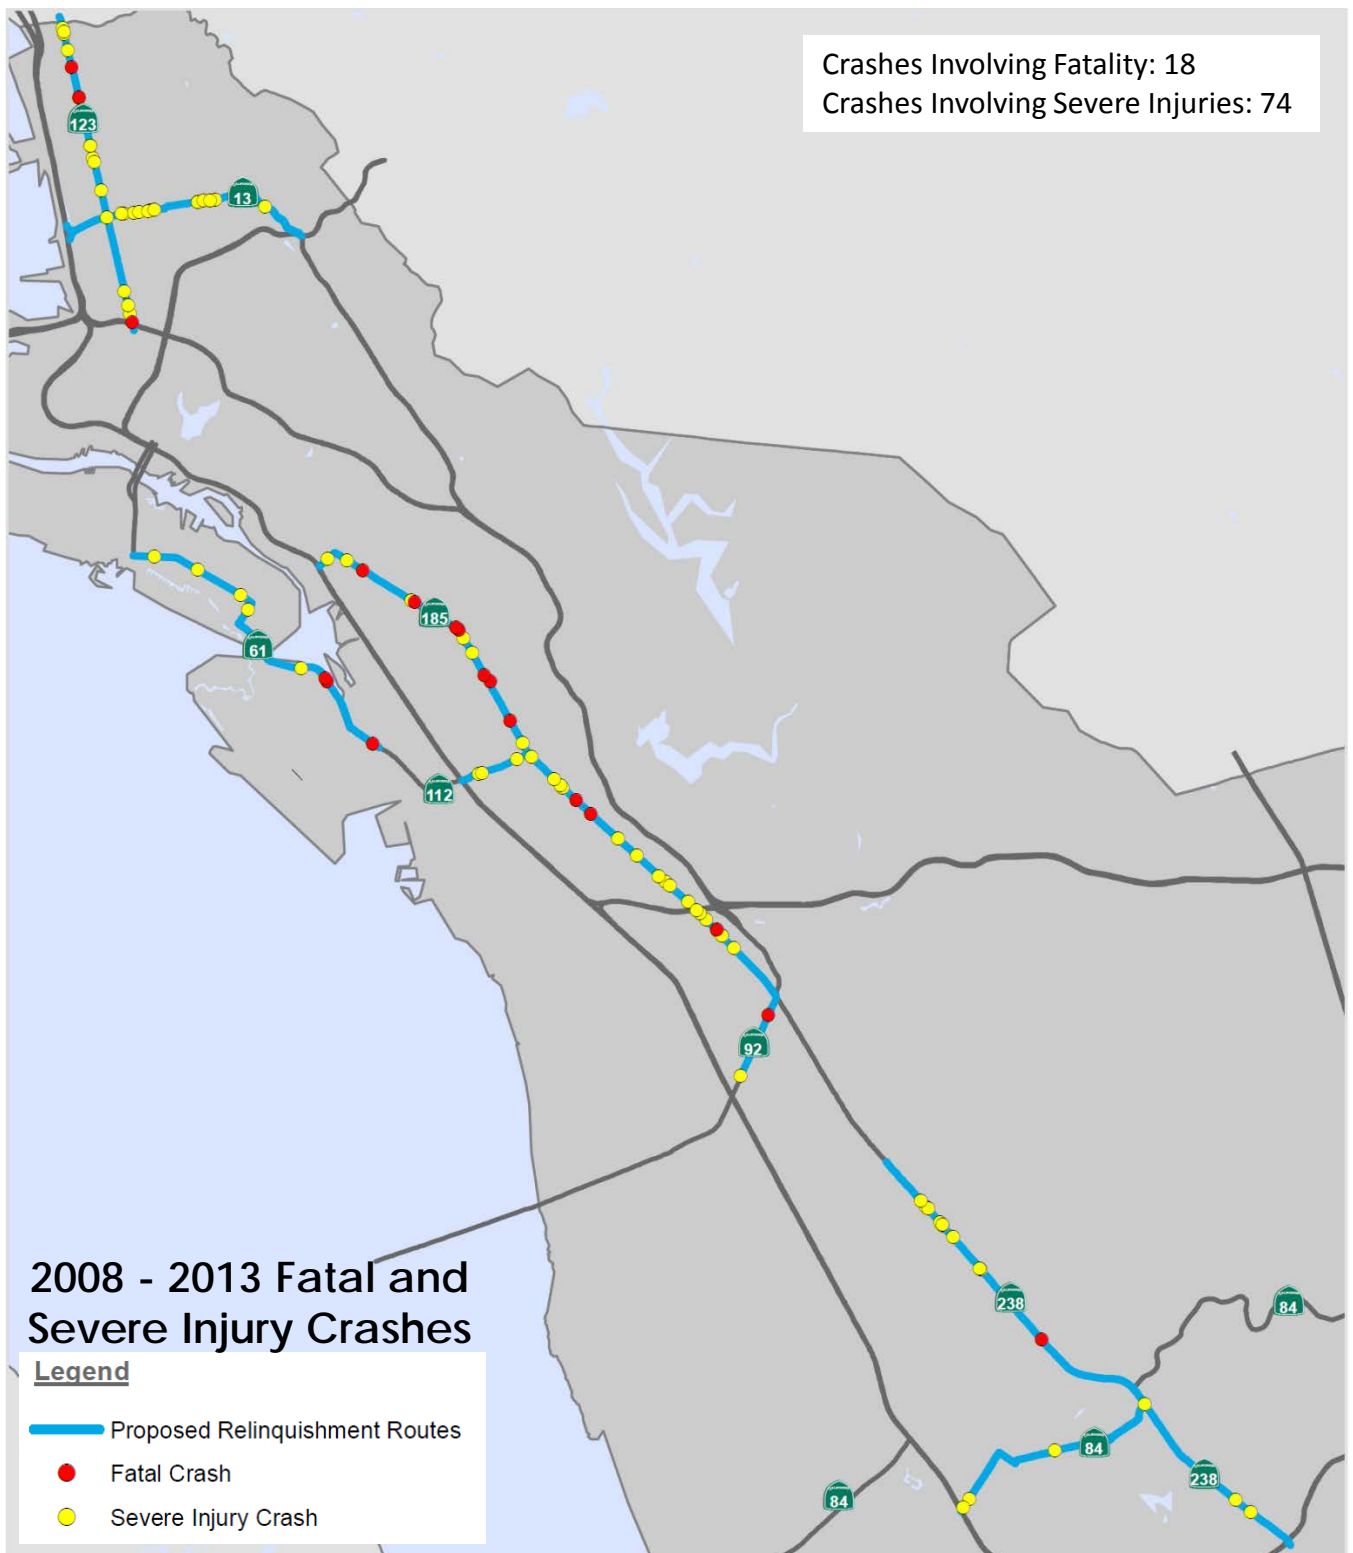 Crashes Involving Fatality: 18
Crashes Involving Severe Injuries: 74
123
13
185
61
112
92
238
84
84
238
84
2008 - 2013 Fatal and
Severe Injury Crashes
Legend
Proposed Relinquishment Routes
Fatal Crash
Severe Injury Crash